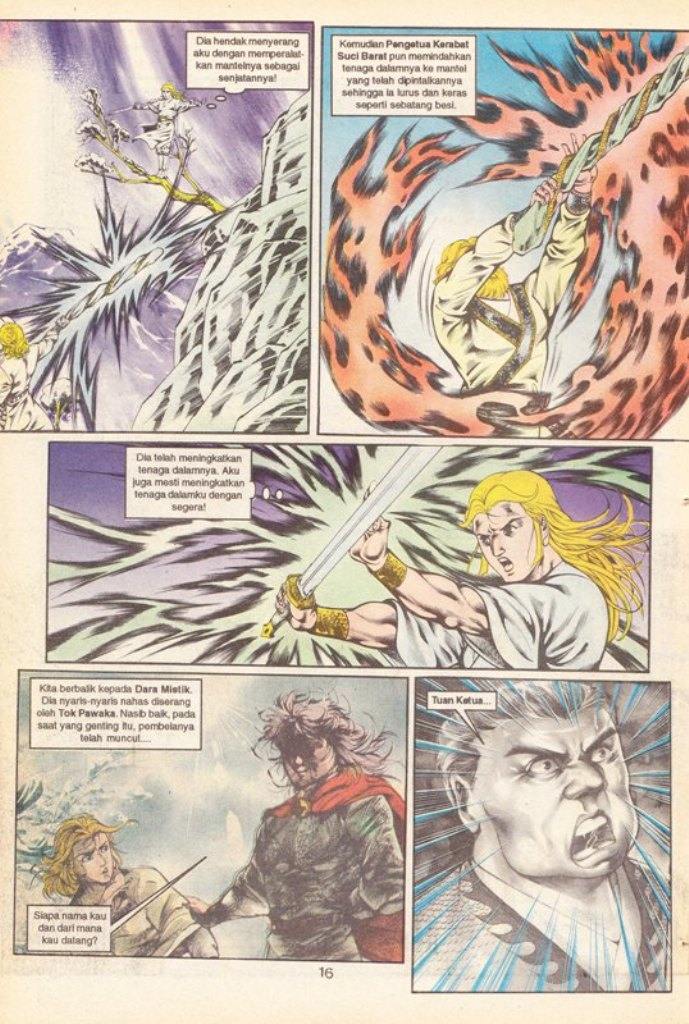 Dia hendak menyerang
aku dengan memperalat-
kan mantelnya sebagai
senjatannya!
Kemudian Pengetua Kerabat
Suci Barat pun memindahkan
tenaga dalamnya ke mantel
yang telah dipintalkannya
sehingga ia lurus dan keras
seperti sebatang besi.
Dia telah meningkatkan
tenaga dalamnya. Aku
juga mesti meningkatkan
tenaga dalamku dengan
segera!
Kita berbalik kepada Dara Mistik.
Dia nyaris-nyaris nahas diserang
oleh Tok Pawaka. Nasib baik, pada
saat yang genting itu, pembelanya
telah muncul....
Siapa nama kau
dan dari mana
kau datang?
Tuan Ketua...
16